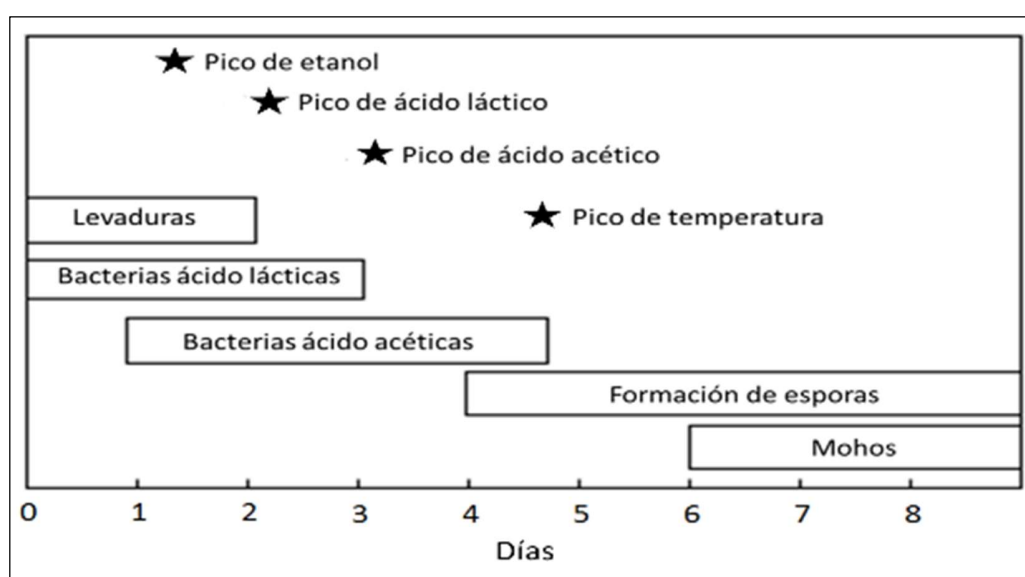 Pico de etanol
Pico de ácido láctico
Pico de ácido acético
Levaduras
Pico de temperatura
Bacterias ácido lácticas
Bacterias ácido acéticas
Formación de esporas
Mohos
0 1 2 3 4 5 6 7 8
Días